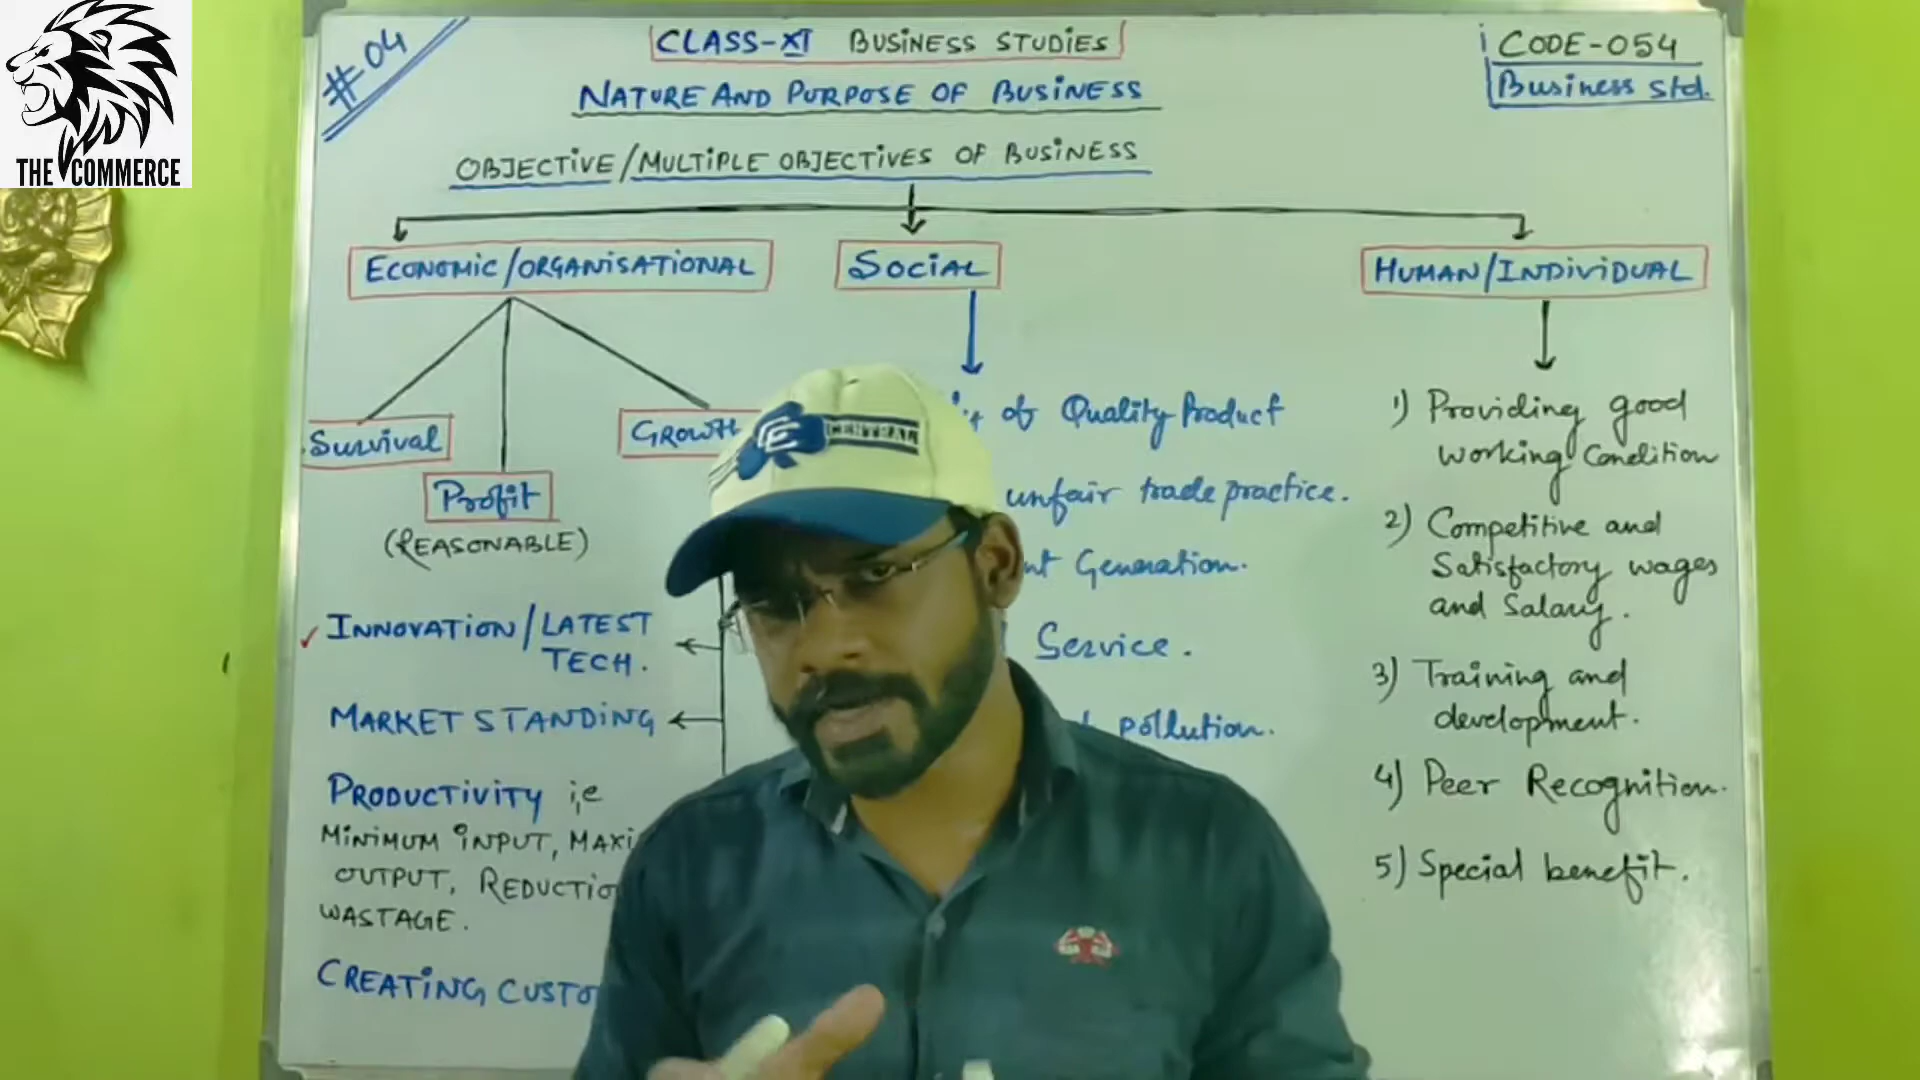 THE COMMERCE
#04
CLASS-XI BUSINESS STUDIES
CODE-054
Business Std.
NATURE AND PURPOSE OF BUSINESS
OBJECTIVE/MULTIPLE OBJECTIVES OF BUSINESS
ECONOMIC/ORGANISATIONAL
Survival
Profit
(REASONABLE)
GROWTH
INNOVATION/LATEST
TECH.
MARKET STANDING
PRODUCTIVITY i,e
MINIMUM INPUT,
OUTPUT,
WASTAGE.
CREATING
SOCIAL
of Quality Product
unfair trade practice.
Generation.
Service.
pollution.
HUMAN/INDIVIDUAL
1) Providing good
working Condition
2) Competitive and
Satisfactory wages
and Salary.
3) Training and
development.
4) Peer Recognition.
5) Special benefit.